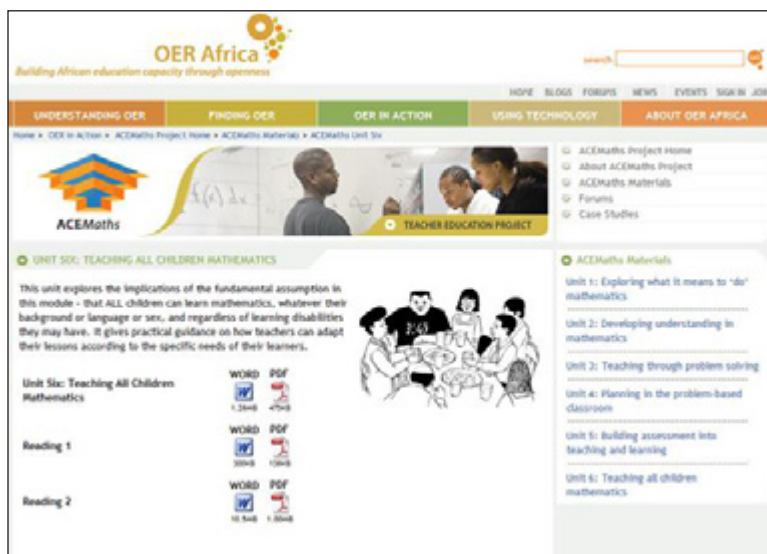 OER Africa
Building African education capacity through openness
search
HOME BLOGS FORUMS NEWS EVENTS SIGN IN JOIN
UNDERSTANDING OER FINDING OER OER IN ACTION USING TECHNOLOGY ABOUT OER AFRICA
Home » OER in Action » ACEMaths Project Home » ACEMaths Materials » ACEMaths Unit Six
ACEMaths
f(x) dx =
TEACHER EDUCATION PROJECT
ACEMaths Project Home
About ACEMaths Project
ACEMaths Materials
Forums
Case Studies
UNIT SIX: TEACHING ALL CHILDREN MATHEMATICS
This unit explores the implications of the fundamental assumption
in this module - that ALL children can learn mathematics, whatever their
background or language or sex, and regardless of learning disabilities
they may have. It gives practical guidance on how teachers can adapt
their lessons according to the specific needs of their learners.
WORD PDF
Unit Six: Teaching All Children
Mathematics
475KB
WORD PDF
Reading 1
WORD PDF
Reading 2
10.5MB
ACEMaths Materials
Unit 1: Exploring what it means to 'do'
mathematics
Unit 2: Developing understanding in
mathematics
Unit 3: Teaching through problem solving
Unit 4: Planning in the problem-based
classroom
Unit 5: Building assessment into
teaching and learning
Unit 6: Teaching all children
mathematics